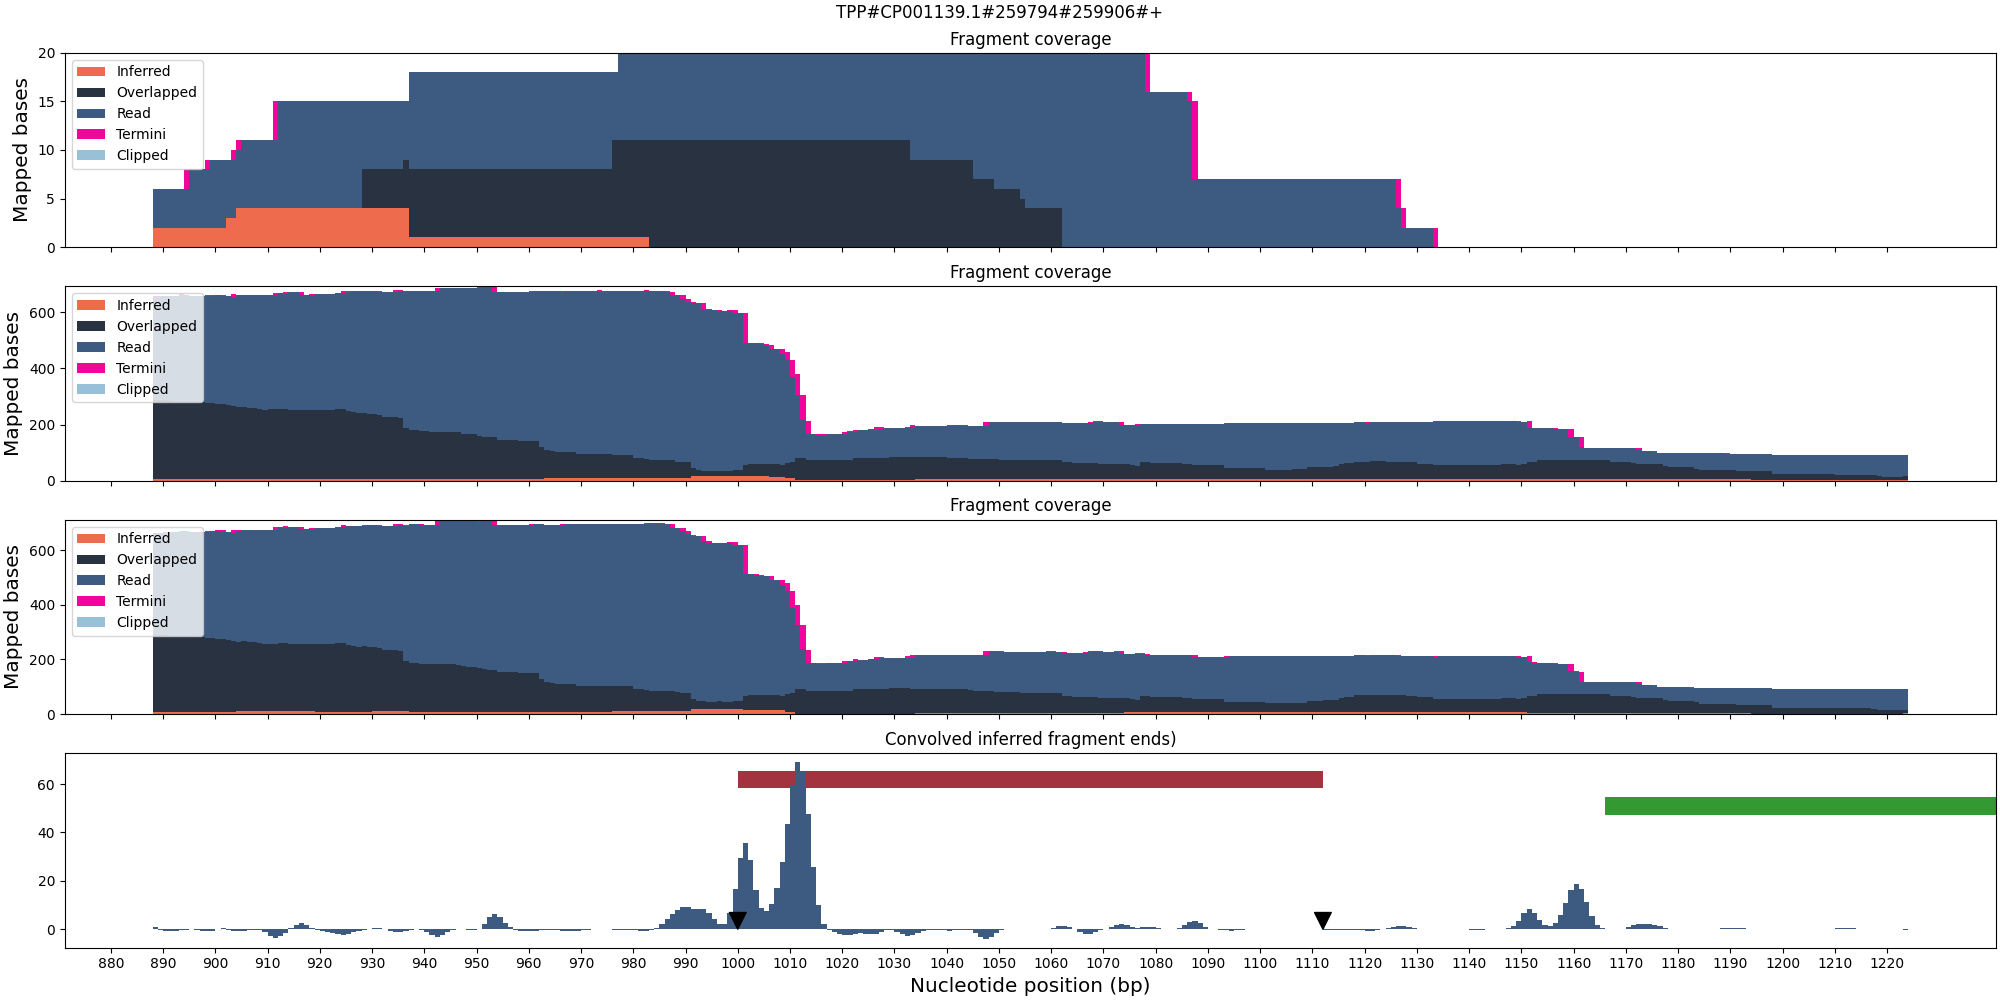 TPP#CP001139.1#259794#259906#+
Fragment coverage
Mapped bases
20
15
10
5
0
Inferred
Overlapped
Read
Termini
Clipped
Fragment coverage
Mapped bases
600
400
200
0
Inferred
Overlapped
Read
Termini
Clipped
Fragment coverage
Mapped bases
600
400
200
0
Inferred
Overlapped
Read
Termini
Clipped
Convolved inferred fragment ends)
60
40
20
0
880 890 900 910 920 930 940 950 960 970 980 990 1000 1010 1020 1030 1040 1050 1060 1070 1080 1090 1100 1110 1120 1130 1140 1150 1160 1170 1180 1190 1200 1210 1220
Nucleotide position (bp)